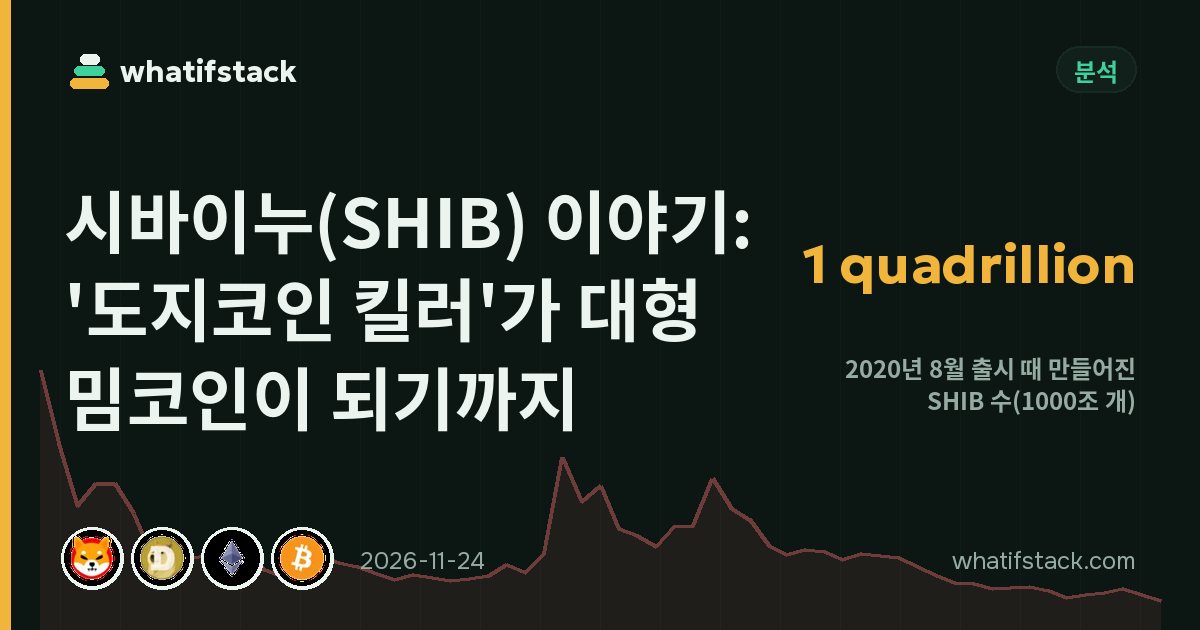 whatifstack
분석
시바이누(SHIB) 이야기:
'도지코인 킬러'가 대형
밈코인이 되기까지
1 quadrillion
2020년 8월 출시 때 만들어진
SHIB 수(1000조 개)
2026-11-24
whatifstack.com